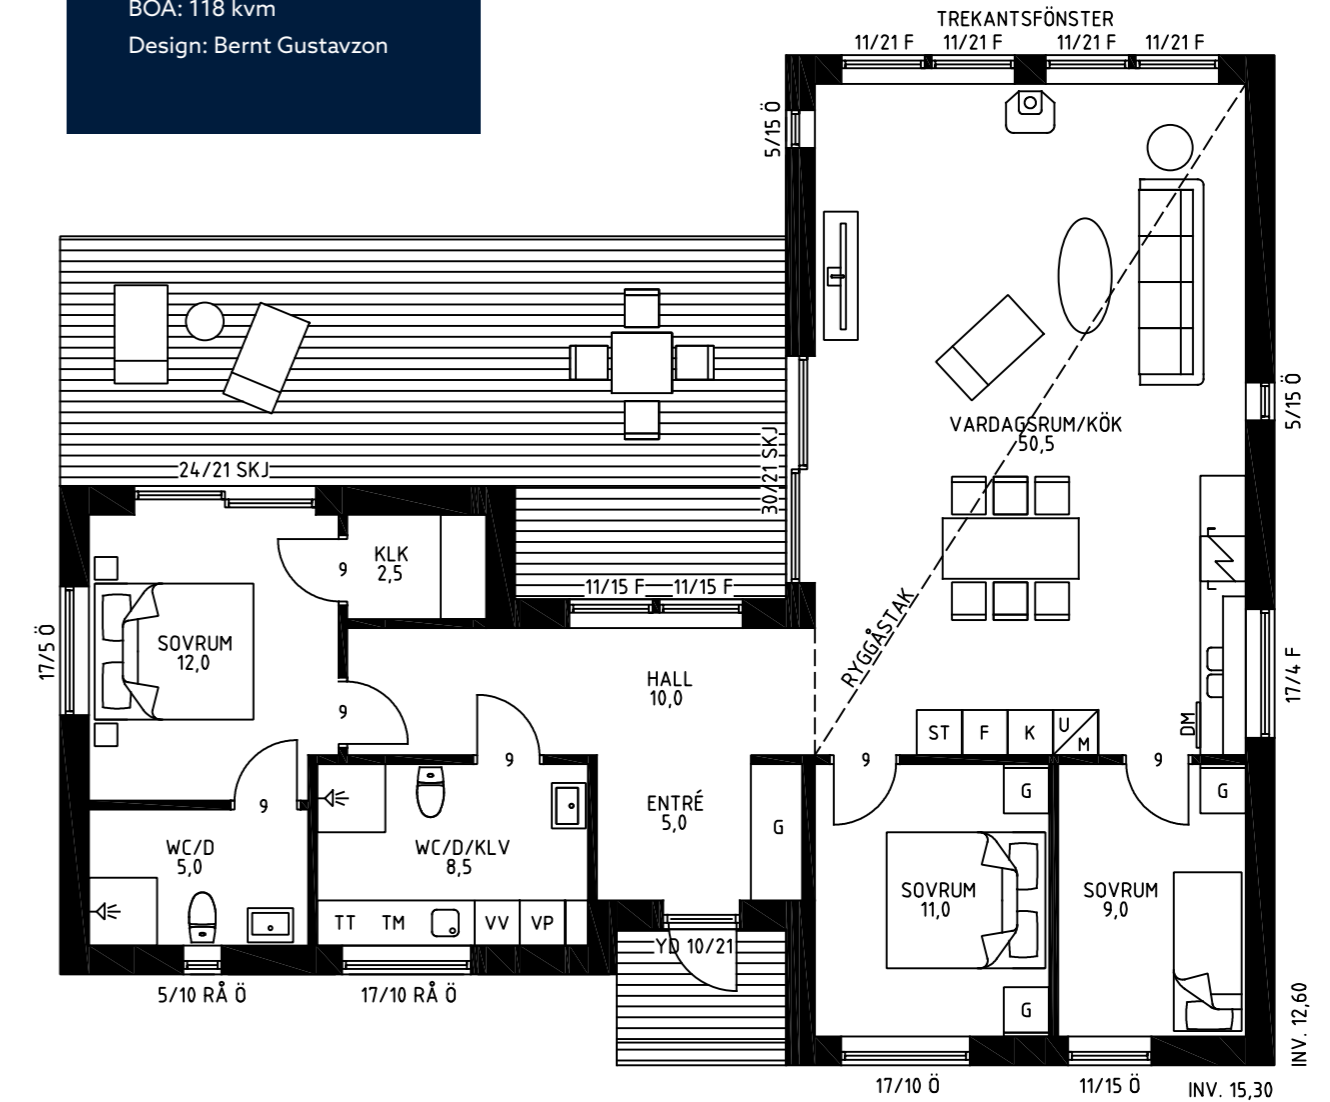 BOA: 118 kvm
Design: Bernt Gustavzon
TREKANTSFÖNSTER
11/21 F 11/21 F 11/21 F 11/21 F
5/15 Ö
5/15 Ö
VARDAGSRUM/KÖK
50,5
24/21 SKJ
30/21 SKJ
KLK
2,5
9
11/15 F 11/15 F
17/5 Ö
SOVRUM
12,0
RYGGÅSTAK
17/4 F
HALL
10,0
9
ST F K U
M
DM
9
9
9
9
G
G
ENTRÉ
5,0
G
WC/D
5,0
WC/D/KLV
8,5
SOVRUM
11,0
SOVRUM
9,0
TT TM VV VP
YD 10/21
G
5/10 RÅ Ö
17/10 RÅ Ö
INV. 12,60
17/10 Ö
11/15 Ö
INV. 15,30